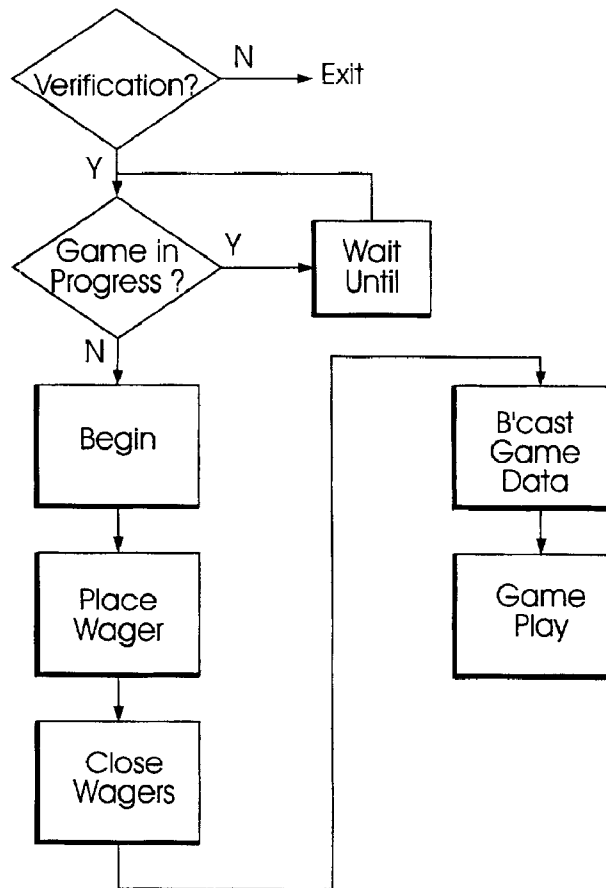 Verification?
N
Exit
Y
Game in
Progress ?
Y
Wait
Until
N
Begin
Place
Wager
Close
Wagers
B'cast
Game
Data
Game
Play